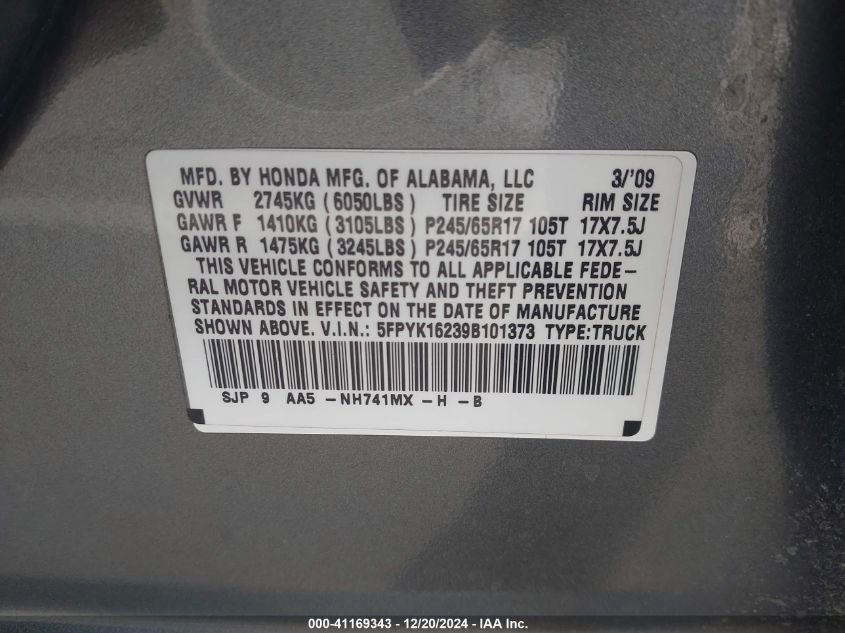 MFD. BY HONDA MFG. OF ALABAMA, LLC 3/'09
GVWR 2745KG (6050LBS) TIRE SIZE RIM SIZE
GAWR F 1410KG (3105LBS) P245/65R17 105T 17X7.5J
GAWR R 1475KG (3245LBS) P245/65R17 105T 17X7.5J
THIS VEHICLE CONFORMS TO ALL APPLICABLE FEDE-
RAL MOTOR VEHICLE SAFETY AND THEFT PREVENTION
STANDARDS IN EFFECT ON THE DATE OF MANUFACTURE
SHOWN ABOVE. V.I.N.: 5FPYK16239B101373 TYPE:TRUCK
SJP 9 AA5 -NH741MX -H -B
000-41169343 - 12/20/2024 - IAA Inc.